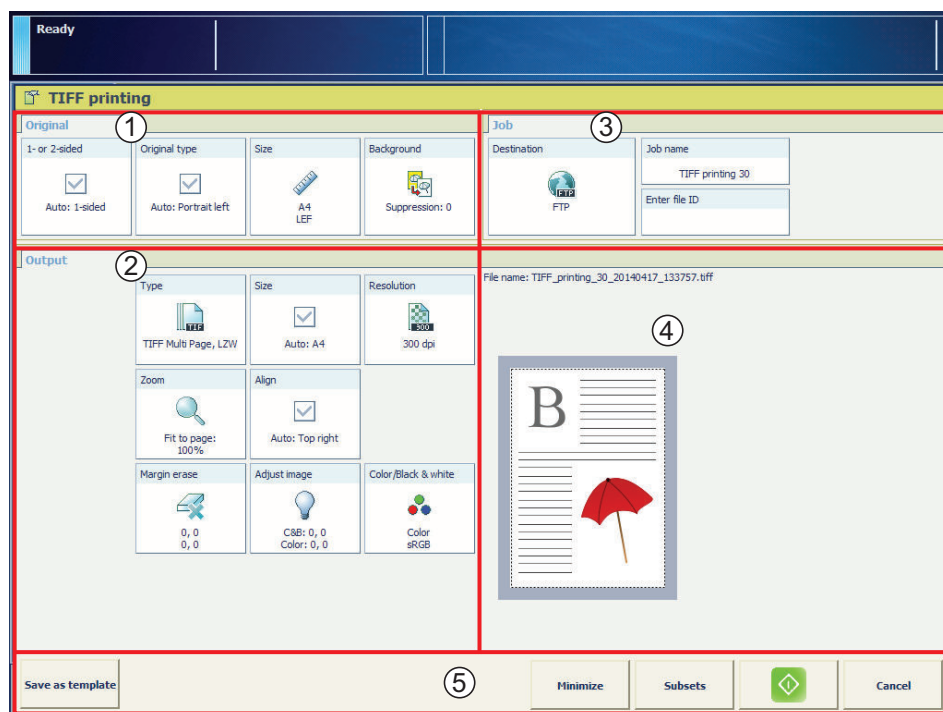 Ready
TIFF printing
Original
1
1- or 2-sided
Auto: 1-sided
Original type
Auto: Portrait left
Size
A4
LEF
Background
Suppression: 0
Job
3
Destination
FTP
FTP
Job name
TIFF printing 30
Enter file ID
Output
2
Type
TIF
TIFF Multi Page, LZW
Size
Auto: A4
Resolution
300
300 dpi
Zoom
Fit to page:
100%
Align
Auto: Top right
Margin erase
0, 0
0, 0
Adjust image
C&B: 0, 0
Color: 0, 0
Color/Black & white
Color
sRGB
File name: TIFF_printing_30_20140417_133757.tiff
4
B
Save as template
5
Minimize
Subsets
Cancel